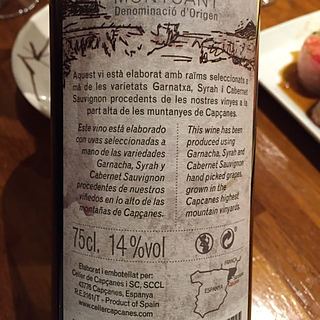 MONTSANT
Denominació d'Origen
Aquest vi està elaborat amb raïms seleccionats a
mà de les varietats Garnatxa, Syrah i Cabernet
Sauvignon procedents de les nostres vinyes a la
part alta de les muntanyes de Capçanes.
Este vino está elaborado
con uvas seleccionadas a
mano de las variedades
Garnacha, Syrah y
Cabernet Sauvignon
procedentes de nuestros
viñedos en lo alto de las
montañas de Capçanes.
This wine has been
produced using
Garnacha, Syrah and
Cabernet Sauvignon
hand picked grapes,
grown in the
Capçanes highest
mountain vinyards.
75cl. 14%vol
Elaborat i embotellat per:
Celler de Capçanes i SC, SCCL
43776 Capçanes, Espanya
R.E.2161/T - Product of Spain
www.cellercapcanes.com
FRANCE
ESPANYA